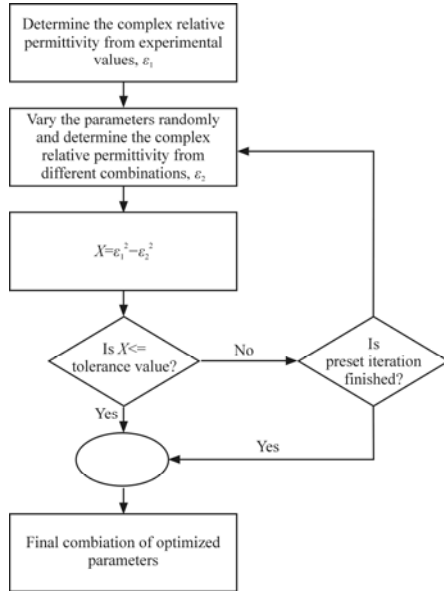 Determine the complex relative
permittivity from experimental
values, ε₁
Vary the parameters randomly
and determine the complex
relative permittivity from
different combinations, ε₂
X=ε₁²−ε₂²
Is X<=
tolerance value?
No
Is
preset iteration
finished?
Yes
Yes
Final combiation of optimized
parameters